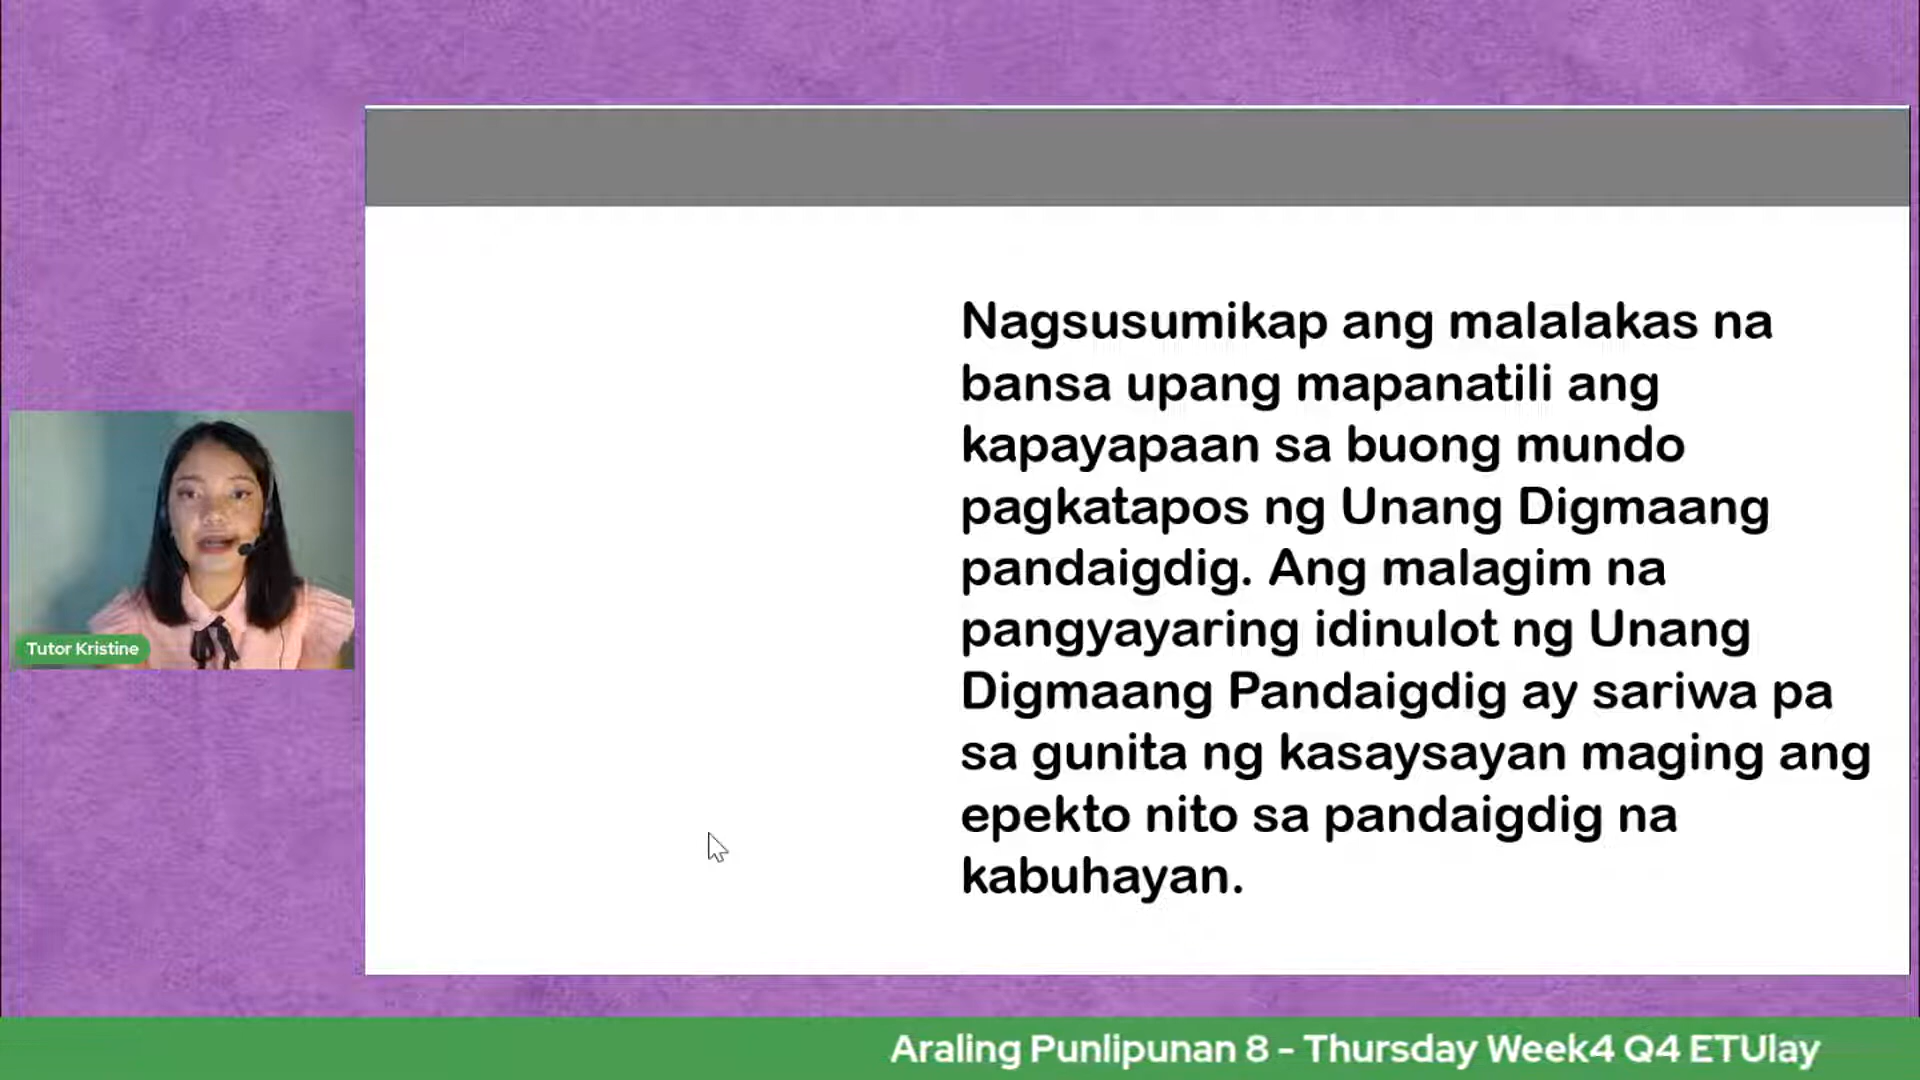 Nagsusumikap ang malalakas na
bansa upang mapanatili ang
kapayapaan sa buong mundo
pagkatapos ng Unang Digmaang
pandaigdig. Ang malagim na
pangyayaring idinulot ng Unang
Digmaang Pandaigdig ay sariwa pa
sa gunita ng kasaysayan maging ang
epekto nito sa pandaigdig na
kabuhayan.
Tutor Kristine
Araling Punlipunan 8 - Thursday Week4 Q4 ETUlay